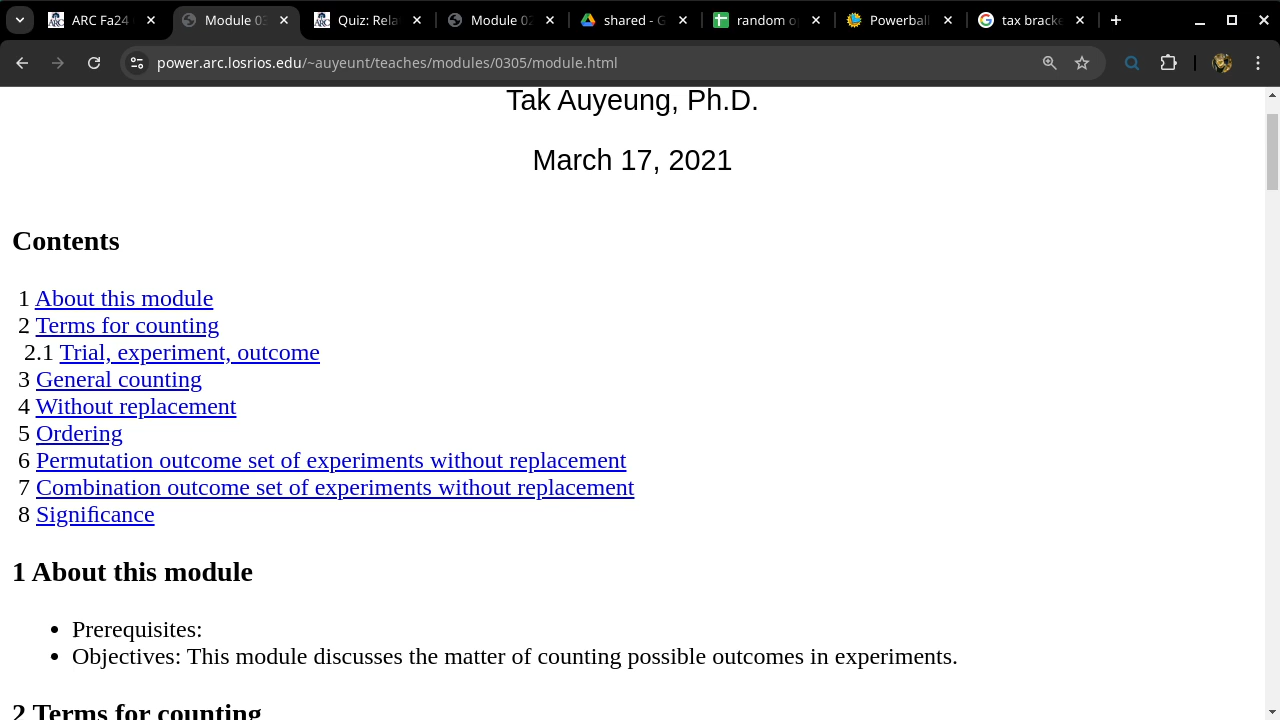 ARC Fa24
Module 03
Quiz: Rela
Module 02
shared - G
random o
Powerball
tax bracke
power.arc.losrios.edu/~auyeunt/teaches/modules/0305/module.html
Tak Auyeung, Ph.D.
March 17, 2021
Contents
1 About this module
2 Terms for counting
2.1 Trial, experiment, outcome
3 General counting
4 Without replacement
5 Ordering
6 Permutation outcome set of experiments without replacement
7 Combination outcome set of experiments without replacement
8 Significance
1 About this module
• Prerequisites:
• Objectives: This module discusses the matter of counting possible outcomes in experiments.
2 Terms for counting